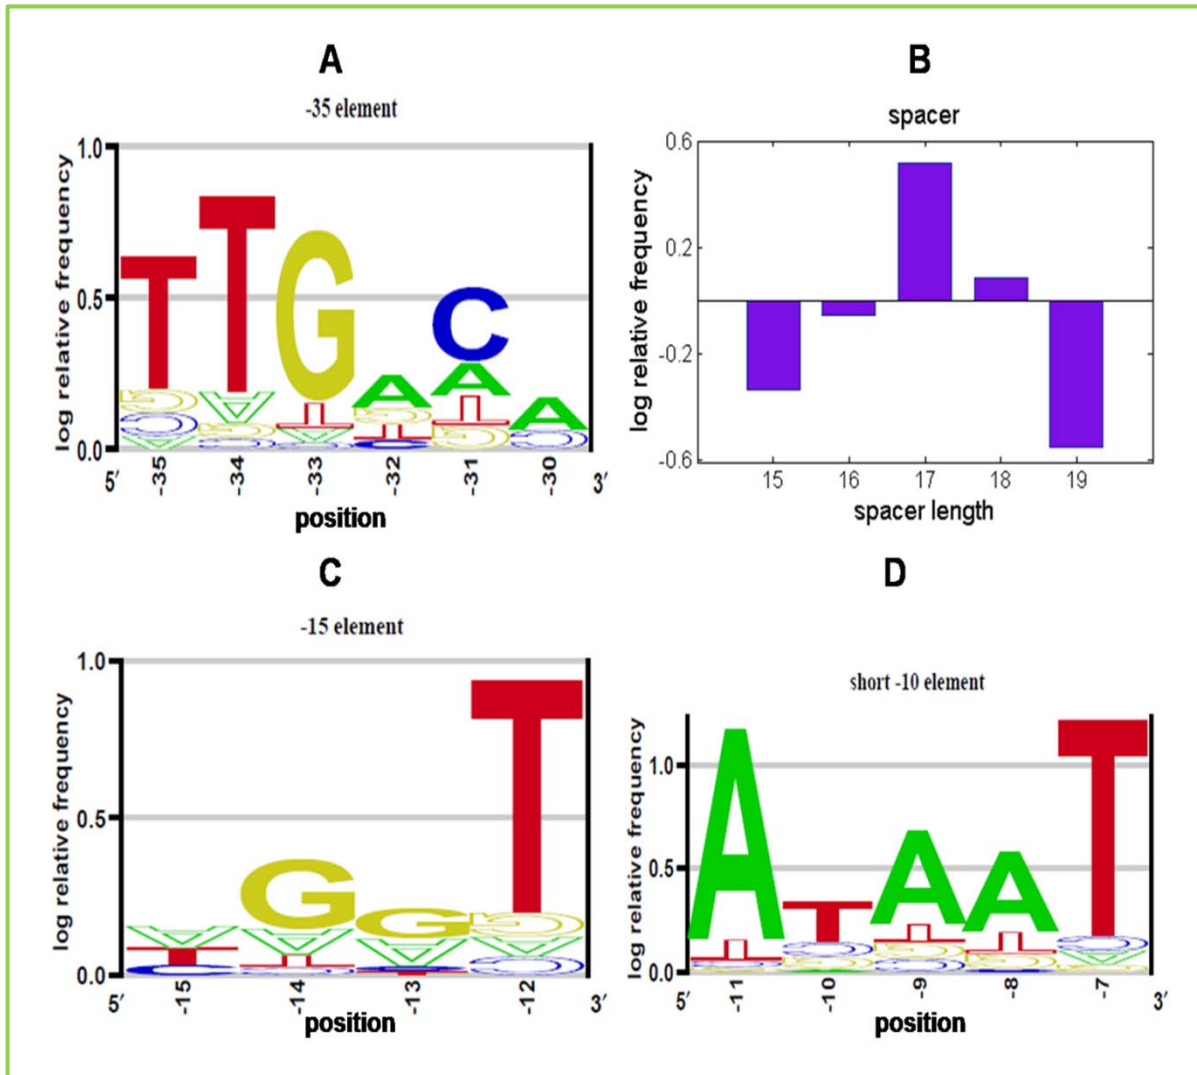 A
-35 element
log relative frequency
1.0
0.5
0.0
5′ -35 -34 -33 -32 -31 -30 3′
position
B
spacer
log relative frequency
0.6
0.2
-0.2
-0.6
15 16 17 18 19
spacer length
C
-15 element
log relative frequency
1.0
0.5
0.0
5′ -15 -14 -13 -12 3′
position
D
short -10 element
log relative frequency
1.0
0.5
0.0
5′ -11 -10 -9 -8 -7 3′
position